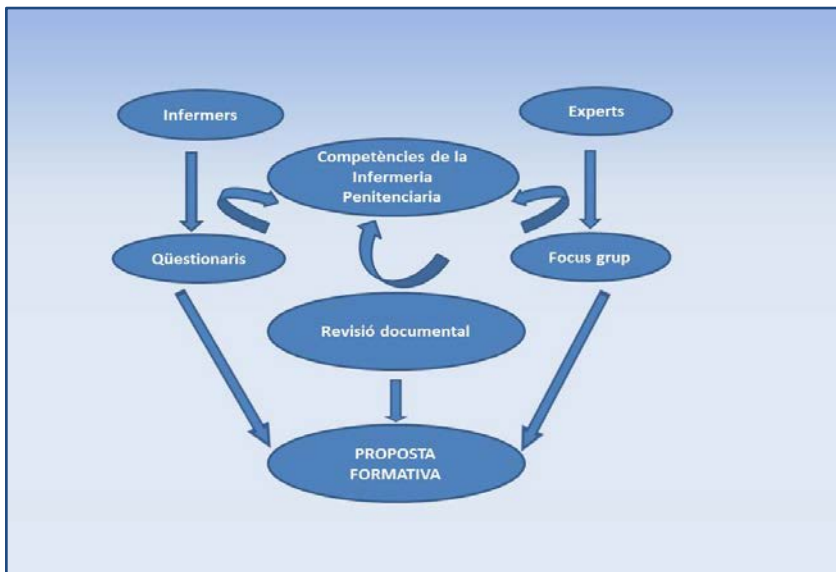 Infermers
Experts
Competències de la
Infermeria
Penitenciaria
Qüestionaris
Focus grup
Revisió documental
PROPOSTA
FORMATIVA